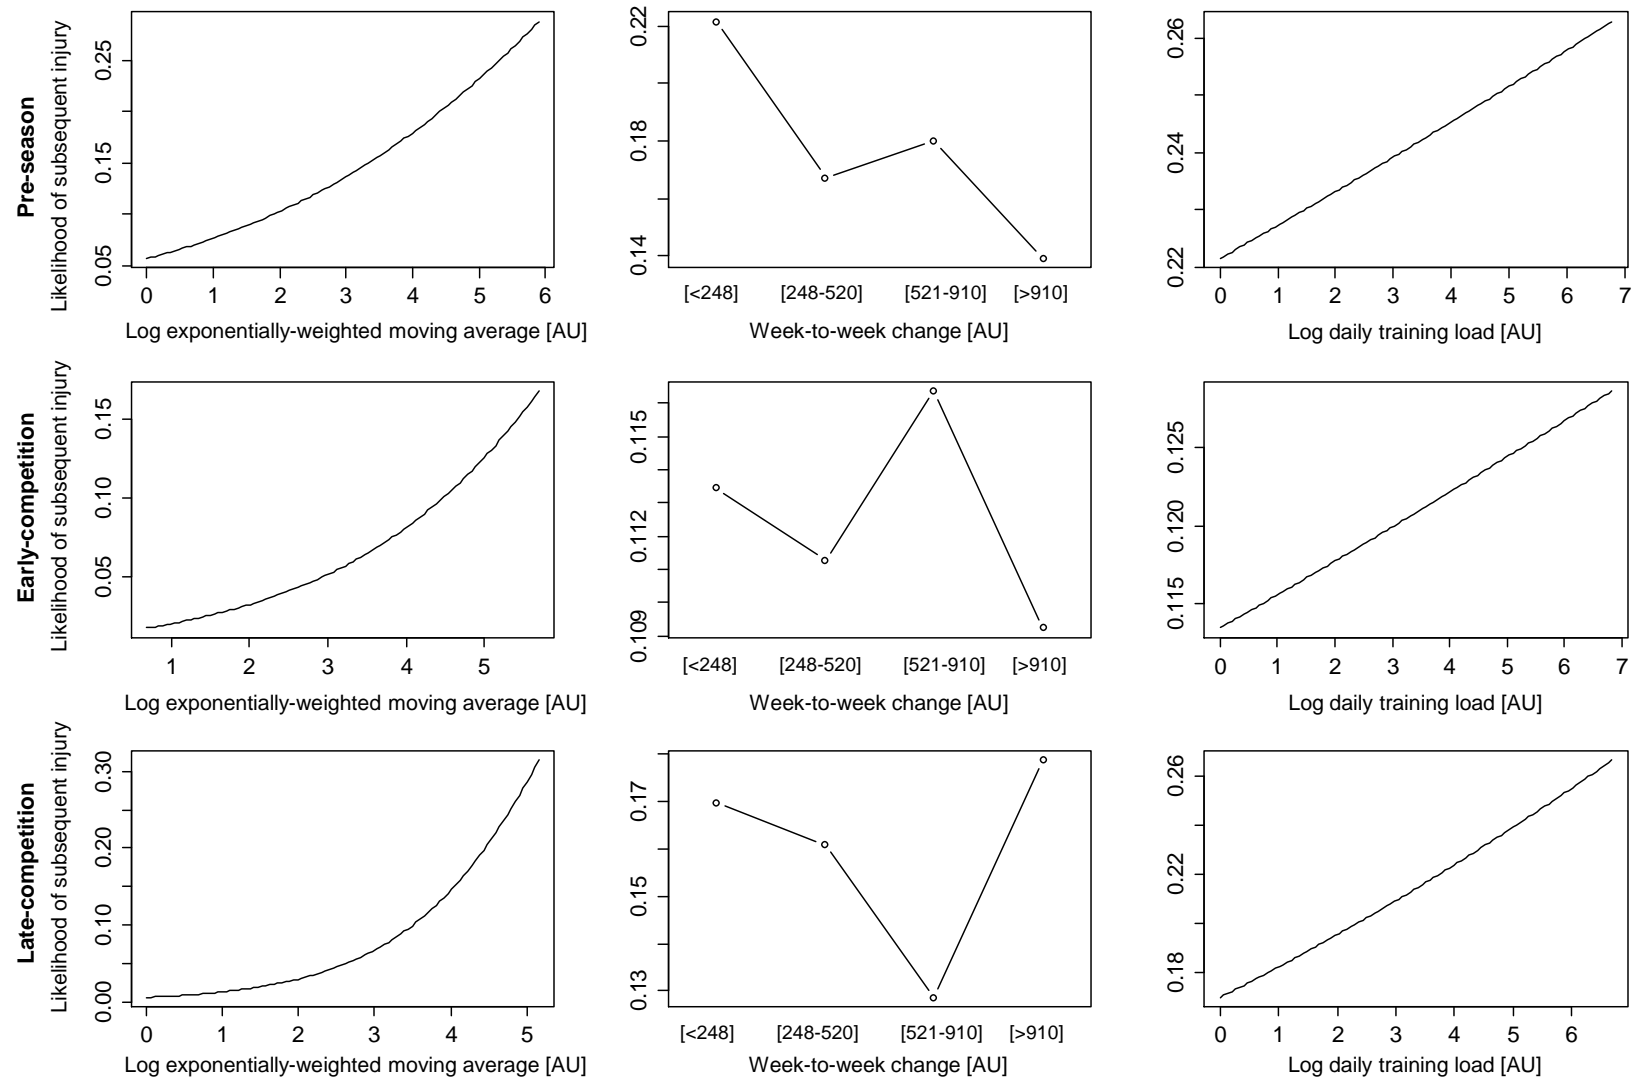 Pre-season
Likelihood of subsequent injury
0.05 0.15 0.25
0 1 2 3 4 5 6
Log exponentially-weighted moving average [AU]
0.14 0.18 0.22
[<248] [248-520] [521-910] [>910]
Week-to-week change [AU]
0.22 0.24 0.26
0 1 2 3 4 5 6 7
Log daily training load [AU]
Early-competition
Likelihood of subsequent injury
0.05 0.10 0.15
1 2 3 4 5
Log exponentially-weighted moving average [AU]
0.109 0.112 0.115
[<248] [248-520] [521-910] [>910]
Week-to-week change [AU]
0.115 0.120 0.125
0 1 2 3 4 5 6 7
Log daily training load [AU]
Late-competition
Likelihood of subsequent injury
0.00 0.10 0.20 0.30
0 1 2 3 4 5
Log exponentially-weighted moving average [AU]
0.13 0.15 0.17
[<248] [248-520] [521-910] [>910]
Week-to-week change [AU]
0.18 0.22 0.26
0 1 2 3 4 5 6
Log daily training load [AU]